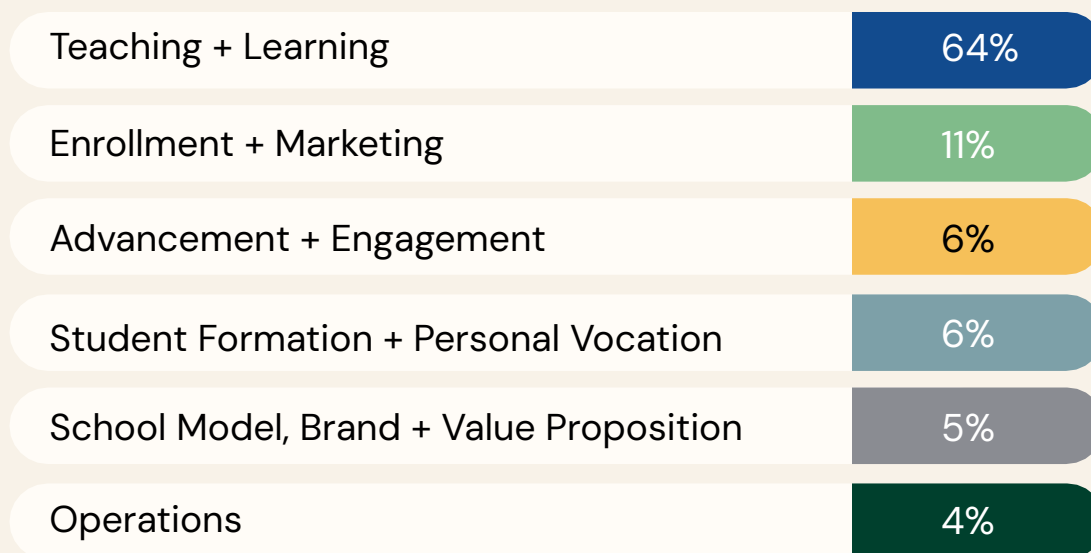 Teaching + Learning 64%
Enrollment + Marketing 11%
Advancement + Engagement 6%
Student Formation + Personal Vocation 6%
School Model, Brand + Value Proposition 5%
Operations 4%